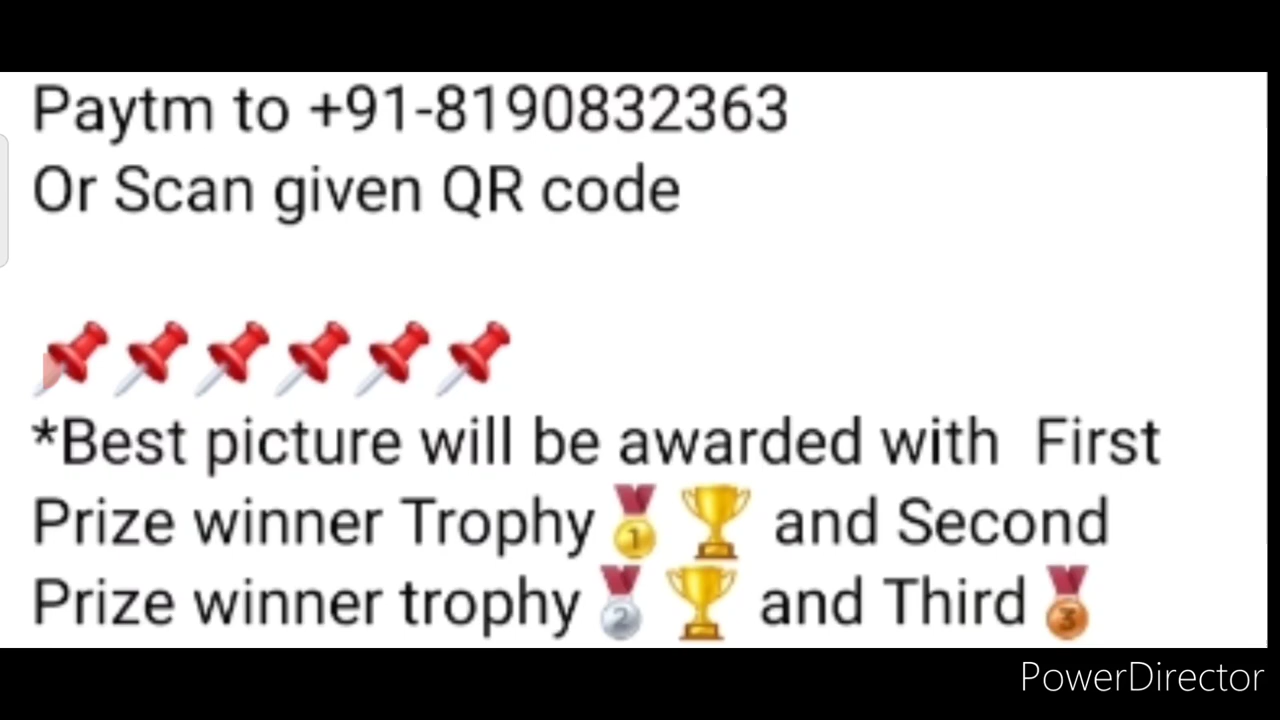 Paytm to +91-8190832363
Or Scan given QR code
📌📌📌📌📌📌
*Best picture will be awarded with  First
Prize winner Trophy🥇🏆 and Second
Prize winner trophy🥈🏆 and Third🥉
PowerDirector